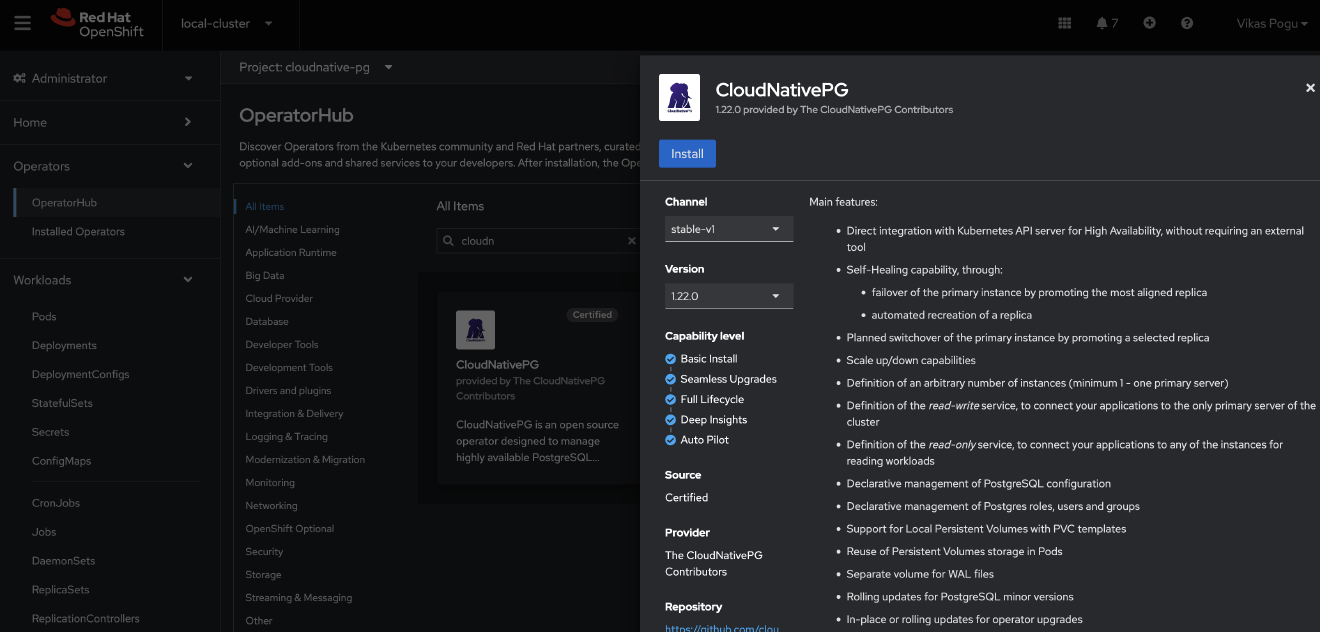 Red Hat
OpenShift
local-cluster
7
Vikas Pogu
Administrator
Home
Operators
OperatorHub
Installed Operators
Workloads
Pods
Deployments
DeploymentConfigs
StatefulSets
Secrets
ConfigMaps
CronJobs
Jobs
DaemonSets
ReplicaSets
ReplicationControllers
Project: cloudnative-pg
OperatorHub
Discover Operators from the Kubernetes community and Red Hat partners, curated
optional add-ons and shared services to your developers. After installation, the Ope
All Items
AI/Machine Learning
Application Runtime
Big Data
Cloud Provider
Database
Developer Tools
Development Tools
Drivers and plugins
Integration & Delivery
Logging & Tracing
Modernization & Migration
Monitoring
Networking
OpenShift Optional
Security
Storage
Streaming & Messaging
Other
All Items
cloudn
Certified
CloudNativePG
provided by The CloudNativePG
Contributors
CloudNativePG is an open source
operator designed to manage
highly available PostgreSQL...
CloudNativePG
1.22.0 provided by The CloudNativePG Contributors
Install
Channel
stable-v1
Version
1.22.0
Capability level
Basic Install
Seamless Upgrades
Full Lifecycle
Deep Insights
Auto Pilot
Source
Certified
Provider
The CloudNativePG
Contributors
Repository
https://github.com/clou
Main features:
Direct integration with Kubernetes API server for High Availability, without requiring an external
tool
Self-Healing capability, through:
failover of the primary instance by promoting the most aligned replica
automated recreation of a replica
Planned switchover of the primary instance by promoting a selected replica
Scale up/down capabilities
Definition of an arbitrary number of instances (minimum 1 - one primary server)
Definition of the read-write service, to connect your applications to the only primary server of the
cluster
Definition of the read-only service, to connect your applications to any of the instances for
reading workloads
Declarative management of PostgreSQL configuration
Declarative management of Postgres roles, users and groups
Support for Local Persistent Volumes with PVC templates
Reuse of Persistent Volumes storage in Pods
Separate volume for WAL files
Rolling updates for PostgreSQL minor versions
In-place or rolling updates for operator upgrades